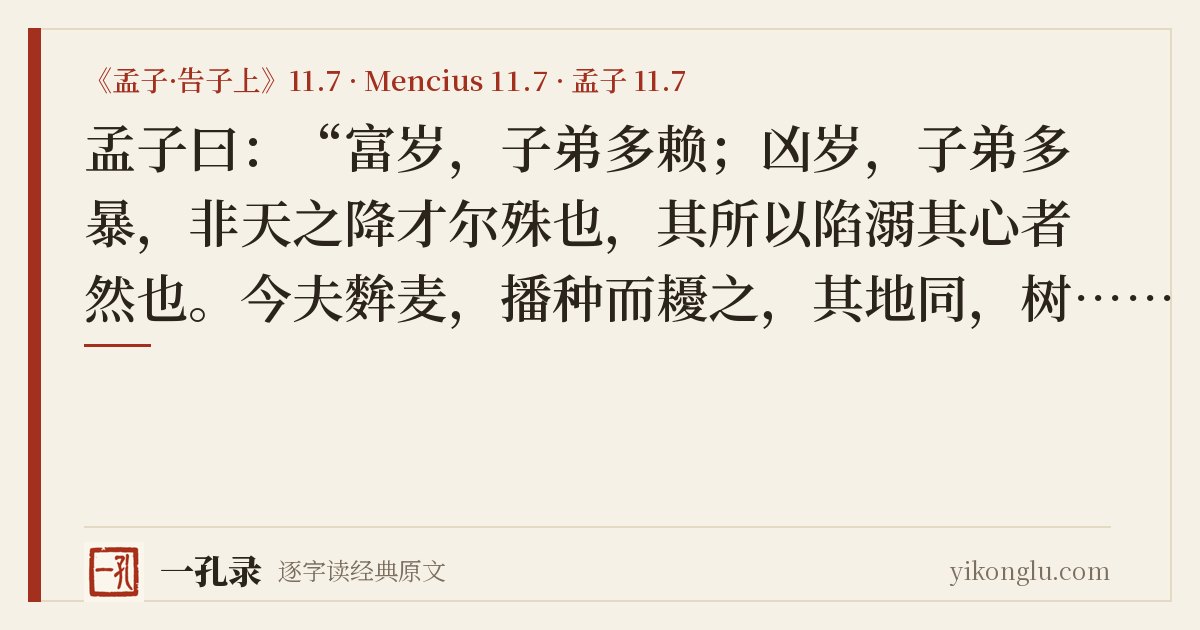 《孟子·告子上》11.7 · Mencius 11.7 · 孟子 11.7
孟子曰：“富岁，子弟多赖；凶岁，子弟多
暴，非天之降才尔殊也，其所以陷溺其心者
然也。今夫麰麦，播种而耰之，其地同，树……
一孔
一孔录 逐字读经典原文 yikonglu.com